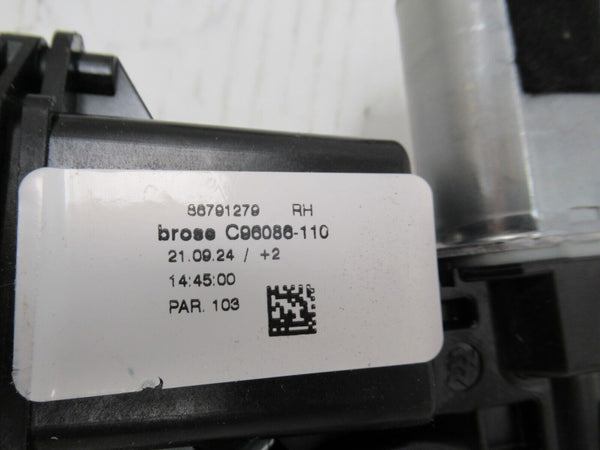 86791279 RH
brose C96086-110
21.09.24 / +2
14:45:00
PAR. 103